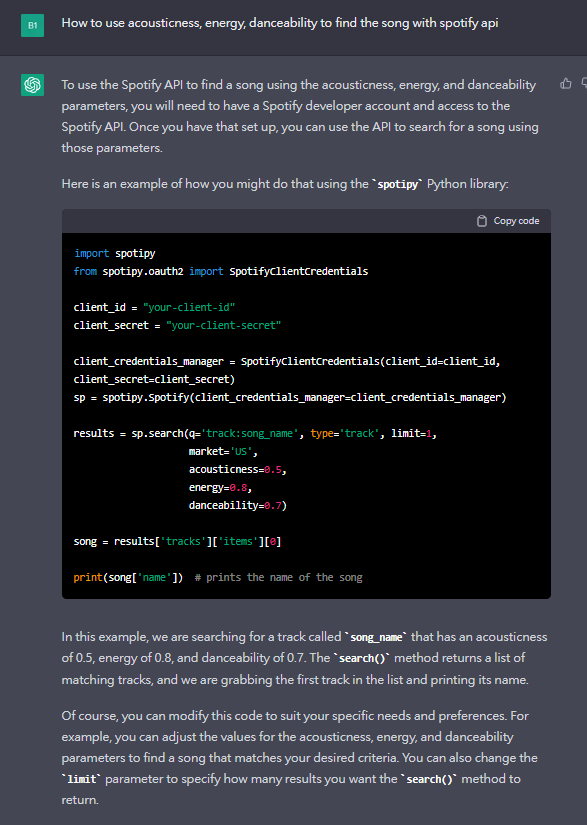 B1
How to use acousticness, energy, danceability to find the song with spotify api
To use the Spotify API to find a song using the acousticness, energy, and danceability
parameters, you will need to have a Spotify developer account and access to the
Spotify API. Once you have that set up, you can use the API to search for a song using
those parameters.
Here is an example of how you might do that using the `spotipy` Python library:
Copy code
import spotipy
from spotipy.oauth2 import SpotifyClientCredentials
client_id = "your-client-id"
client_secret = "your-client-secret"
client_credentials_manager = SpotifyClientCredentials(client_id=client_id,
client_secret=client_secret)
sp = spotipy.Spotify(client_credentials_manager=client_credentials_manager)
results = sp.search(q='track:song_name', type='track', limit=1,
market='US',
acousticness=0.5,
energy=0.8,
danceability=0.7)
song = results['tracks']['items'][0]
print(song['name'])  # prints the name of the song
In this example, we are searching for a track called `song_name` that has an acousticness
of 0.5, energy of 0.8, and danceability of 0.7. The `search()` method returns a list of
matching tracks, and we are grabbing the first track in the list and printing its name.
Of course, you can modify this code to suit your specific needs and preferences. For
example, you can adjust the values for the acousticness, energy, and danceability
parameters to find a song that matches your desired criteria. You can also change the
`limit` parameter to specify how many results you want the `search()` method to
return.